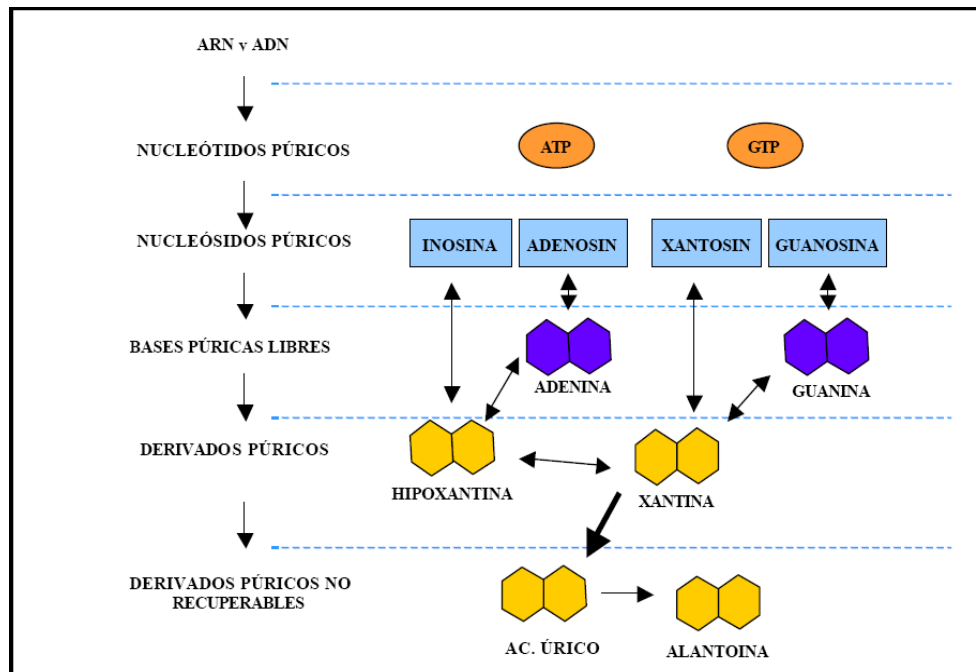 ARN v ADN
NUCLEÓTIDOS PÚRICOS
ATP
GTP
NUCLEÓSIDOS PÚRICOS
INOSINA
ADENOSIN
XANTOSIN
GUANOSINA
BASES PÚRICAS LIBRES
ADENINA
GUANINA
DERIVADOS PÚRICOS
HIPOXANTINA
XANTINA
DERIVADOS PÚRICOS NO
RECUPERABLES
AC. ÚRICO
ALANTOINA